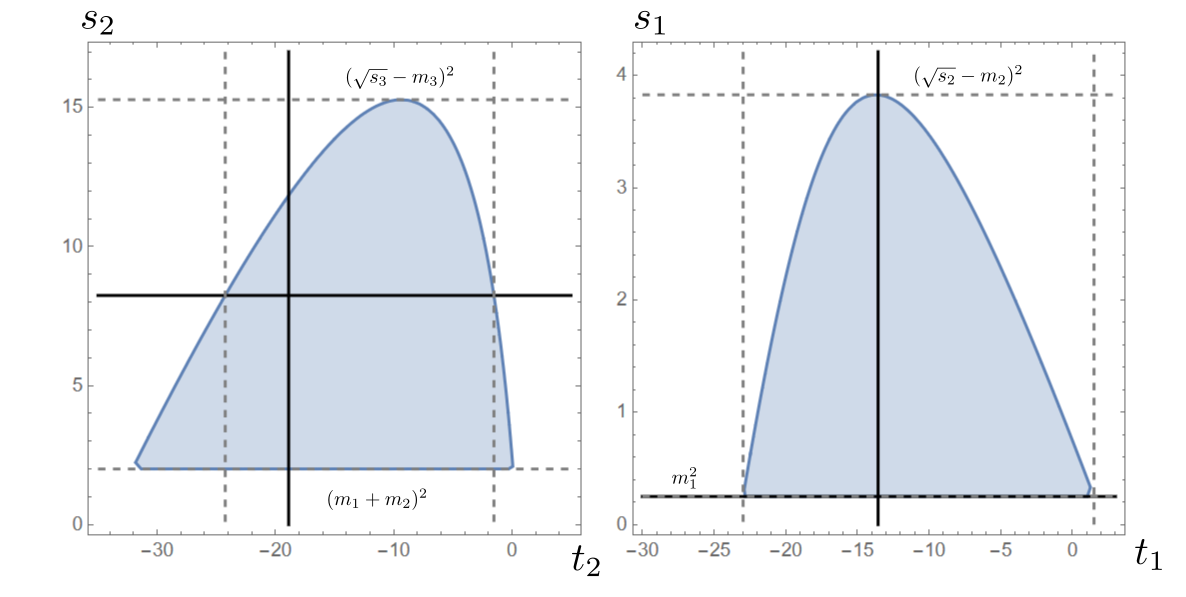 s₂
(√s₃ − m₃)²
15
10
5
0
(m₁ + m₂)²
−30 −20 −10 0
t₂
s₁
(√s₂ − m₂)²
4
3
2
1
m₁²
0
−30 −25 −20 −15 −10 −5 0
t₁